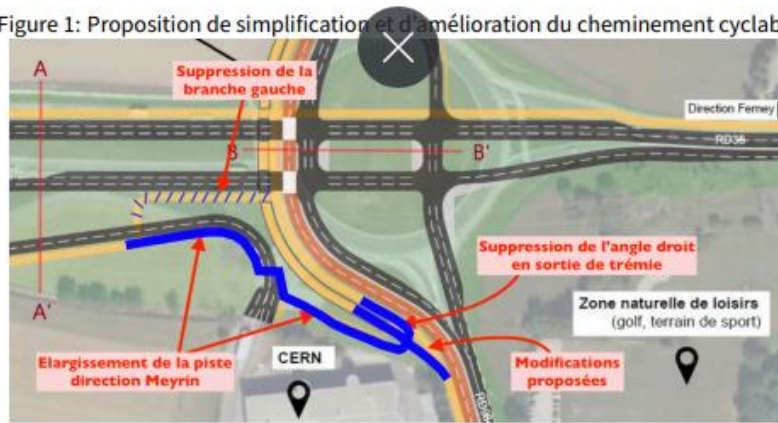 Figure 1: Proposition de simplification et d'amélioration du cheminement cyclab
A
Suppression de la
branche gauche
Direction Ferney
RD35
B
B'
Suppression de l'angle droit
en sortie de trémie
Zone naturelle de loisirs
(golf, terrain de sport)
A'
Elargissement de la piste
direction Meyrin
CERN
Modifications
proposées